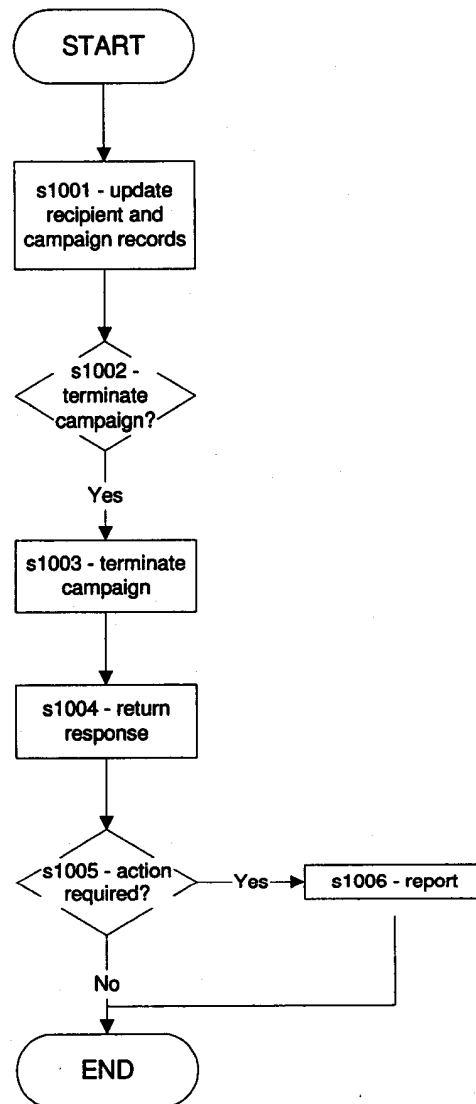 START
s1001 - update
recipient and
campaign records
s1002 -
terminate
campaign?
Yes
s1003 - terminate
campaign
s1004 - return
response
s1005 - action
required?
Yes
s1006 - report
No
END